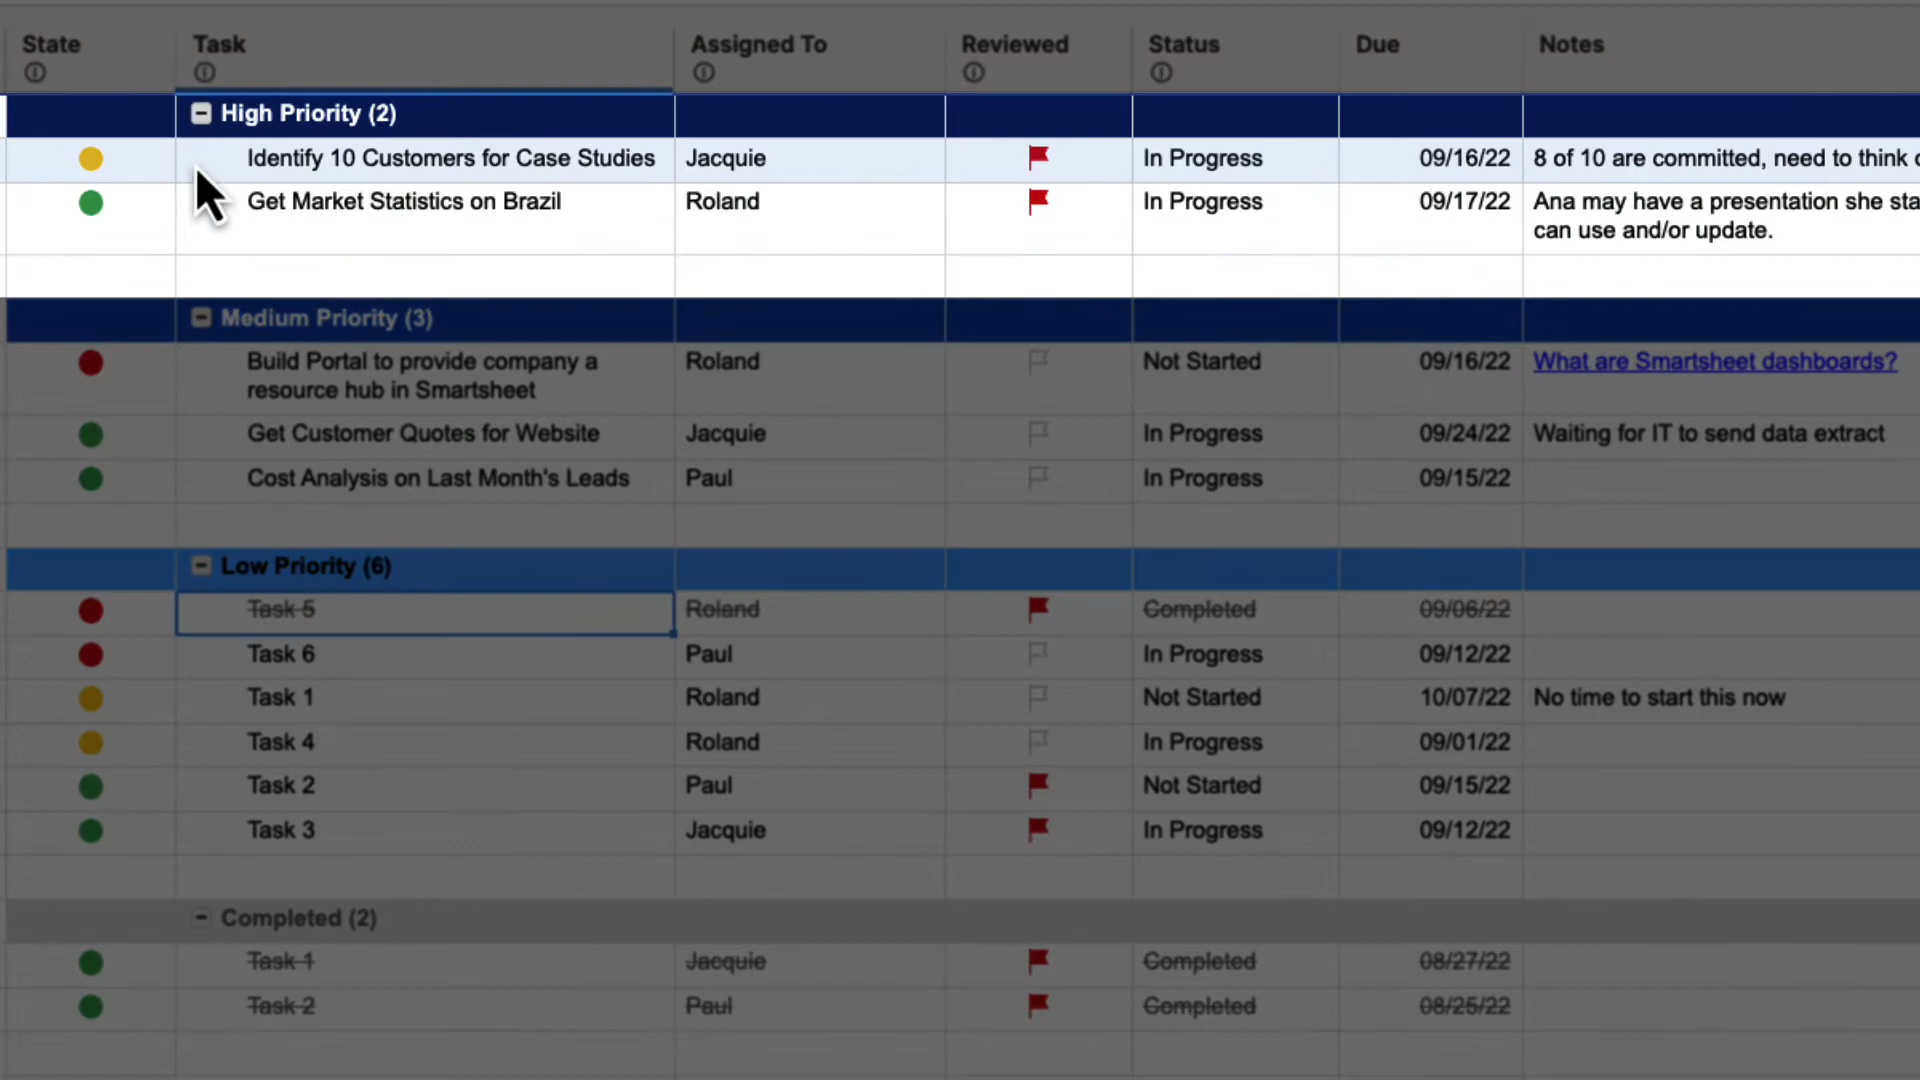 State Task Assigned To Reviewed Status Due Notes
High Priority (2)
Identify 10 Customers for Case Studies Jacquie In Progress 09/16/22 8 of 10 are committed, need to think
Get Market Statistics on Brazil Roland In Progress 09/17/22 Ana may have a presentation she sta
can use and/or update.
Medium Priority (3)
Build Portal to provide company a Roland Not Started 09/16/22 What are Smartsheet dashboards?
resource hub in Smartsheet
Get Customer Quotes for Website Jacquie In Progress 09/24/22 Waiting for IT to send data extract
Cost Analysis on Last Month's Leads Paul In Progress 09/15/22
Low Priority (6)
Task 5 Roland Completed 09/06/22
Task 6 Paul In Progress 09/12/22
Task 1 Roland Not Started 10/07/22 No time to start this now
Task 4 Roland In Progress 09/01/22
Task 2 Paul Not Started 09/15/22
Task 3 Jacquie In Progress 09/12/22
Completed (2)
Task 1 Jacquie Completed 08/27/22
Task 2 Paul Completed 08/25/22